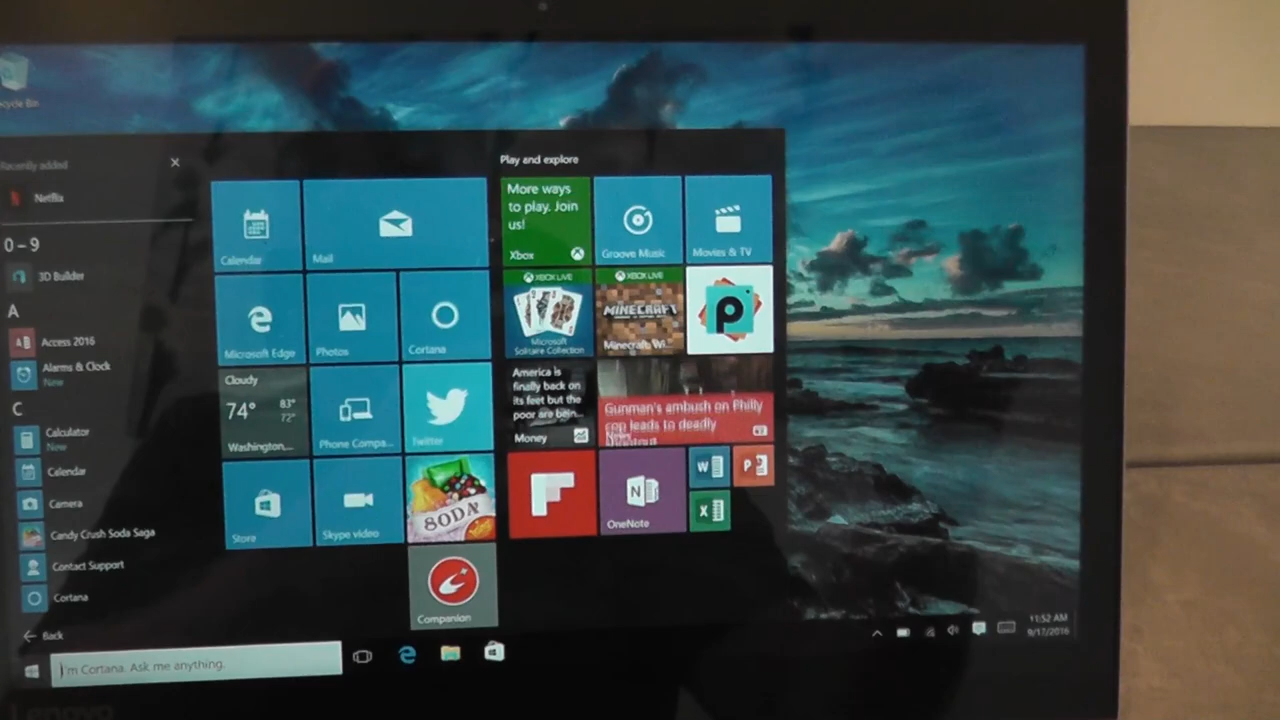 cycle Bin
Recently added
Netflix
0 – 9
3D Builder
A
Access 2016
Alarms & Clock
New
C
Calculator
New
Calendar
Camera
Candy Crush Soda Saga
Contact Support
Cortana
Back
I'm Cortana. Ask me anything.
Calendar
Mail
Microsoft Edge
Photos
Cortana
Cloudy
74°
83°
72°
Washington...
Phone Compa...
Twitter
Store
Skype video
SODA
Companion
Play and explore
More ways
to play. Join
us!
Xbox
Groove Music
Movies & TV
XBOX LIVE
Microsoft
Solitaire Collection
XBOX LIVE
MINECRAFT
Minecraft Wi...
P
America is
finally back on
its feet but the
poor are bein...
Money
Gunman's ambush on Philly
cop leads to deadly
News
OneNote
N
W
P
X
11:52 AM
9/17/2016
Lenovo